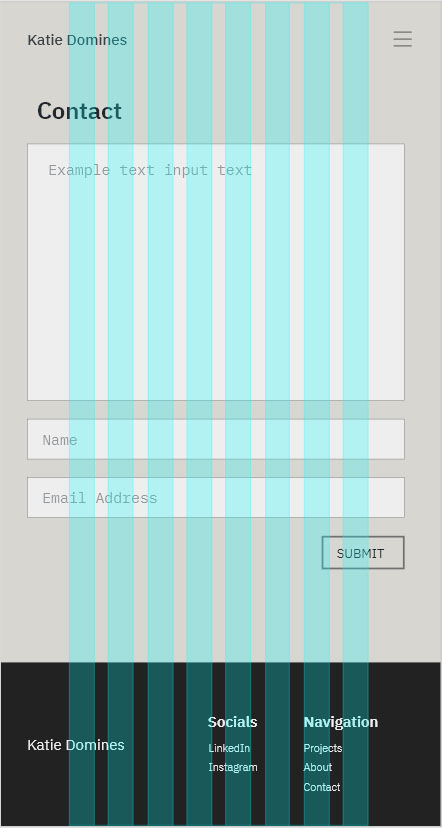 Katie Domines
Contact
Example text input text
Name
Email Address
SUBMIT
Katie Domines
Socials
LinkedIn
Instagram
Navigation
Projects
About
Contact